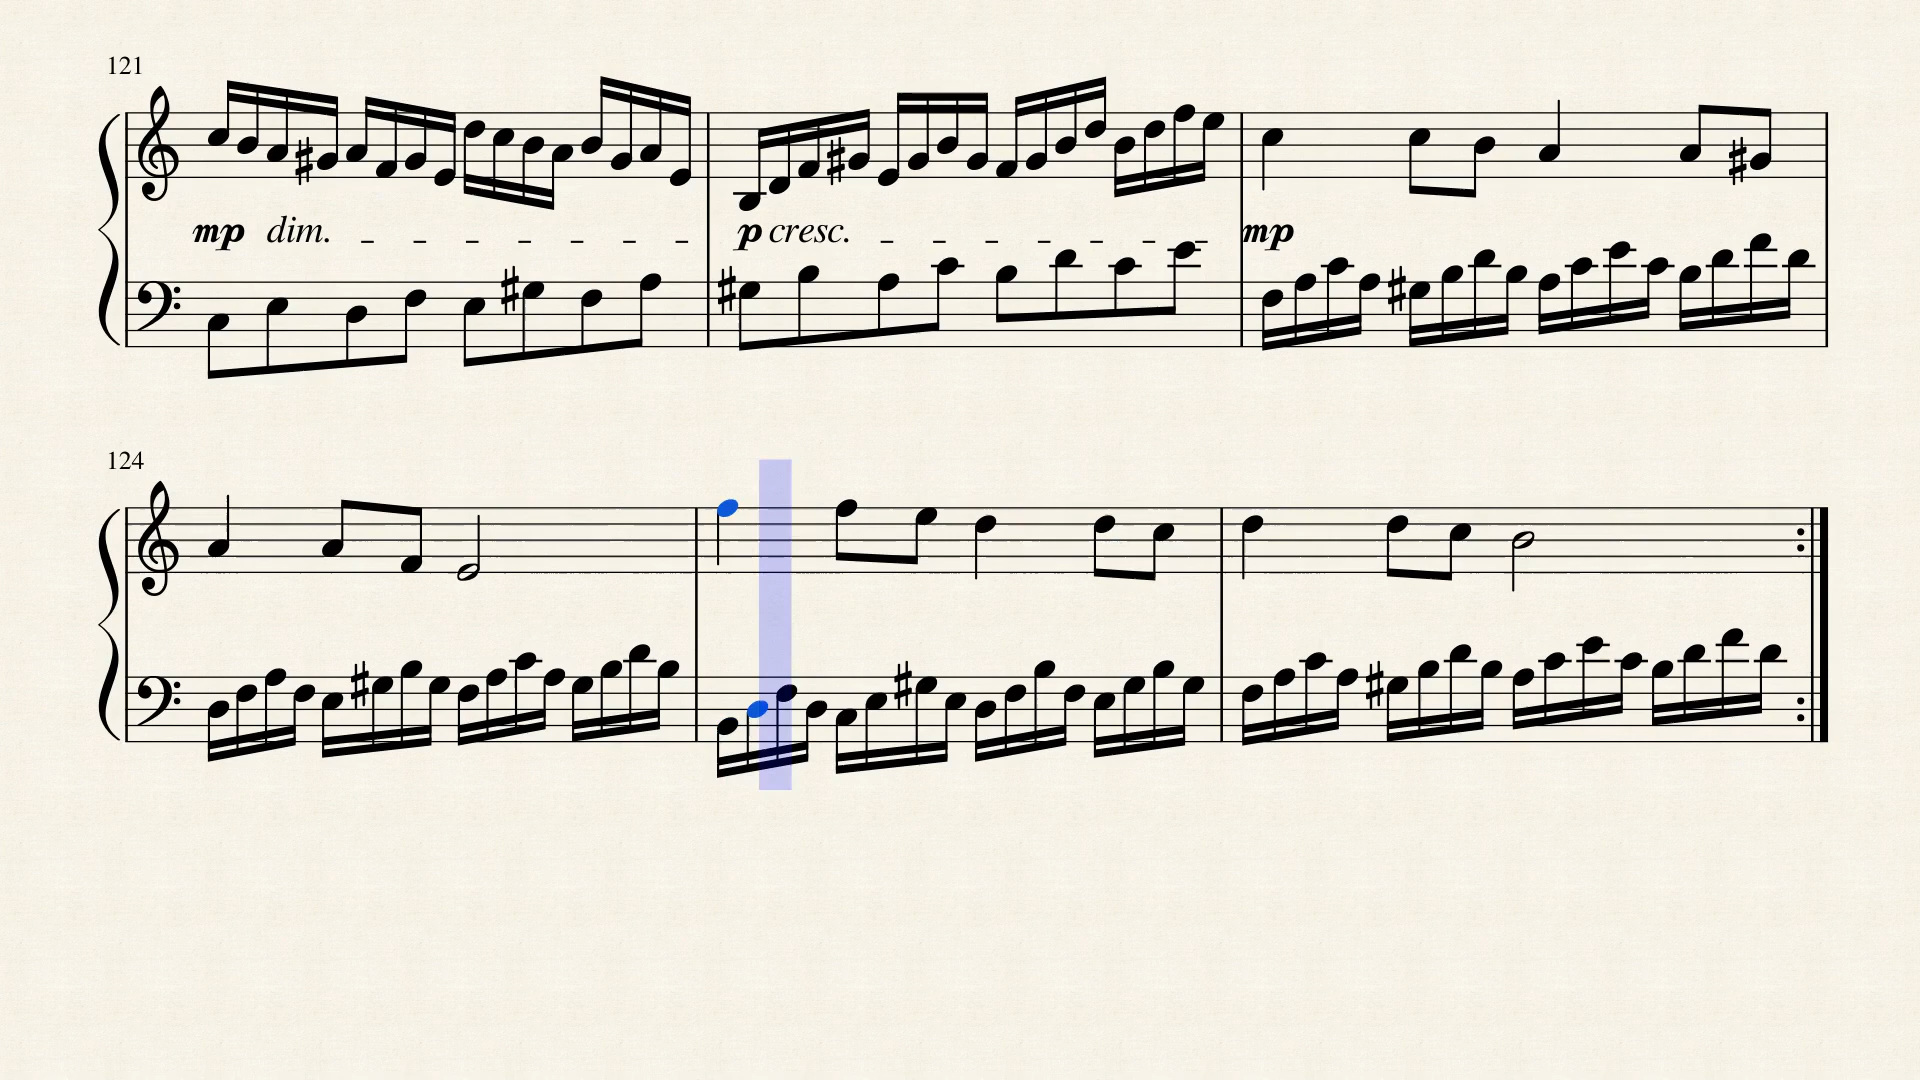 121
mp dim. _ _ _ _ _ _ _ p cresc. _ _ _ _ _ _ _ mp
124